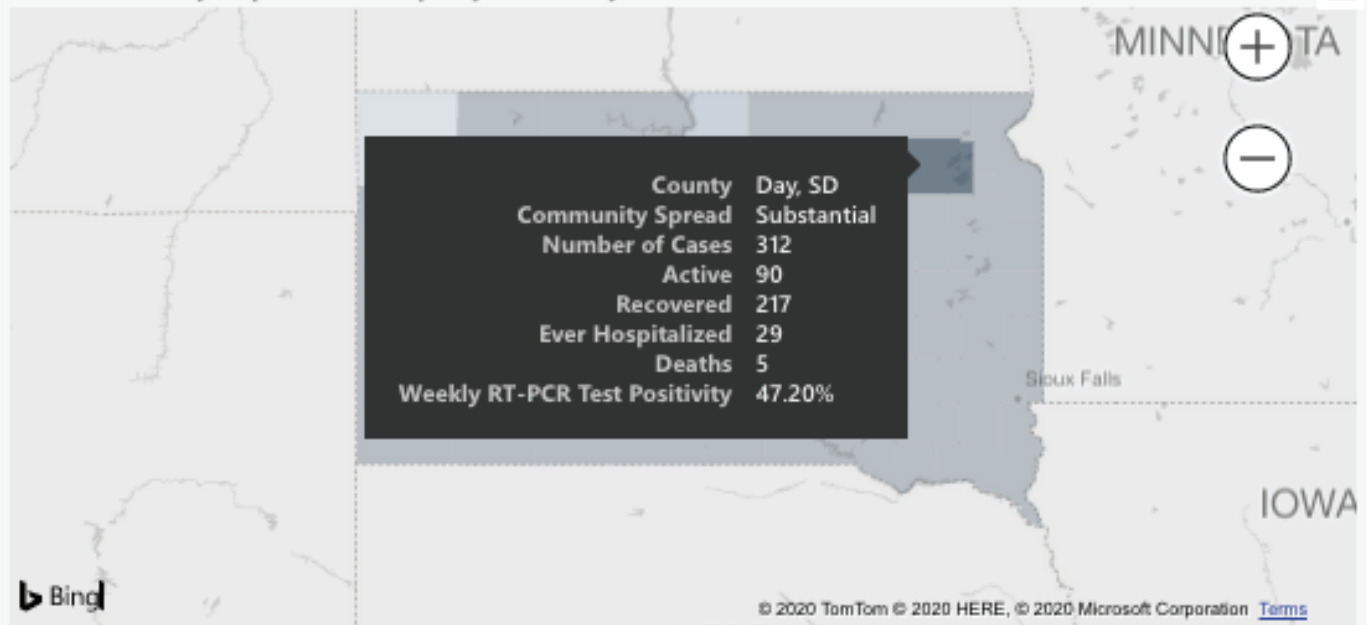 MINNE TA
County Day, SD
Community Spread Substantial
Number of Cases 312
Active 90
Recovered 217
Ever Hospitalized 29
Deaths 5
Weekly RT-PCR Test Positivity 47.20%
Sioux Falls
IOWA
Bing
© 2020 TomTom © 2020 HERE, © 2020 Microsoft Corporation Terms